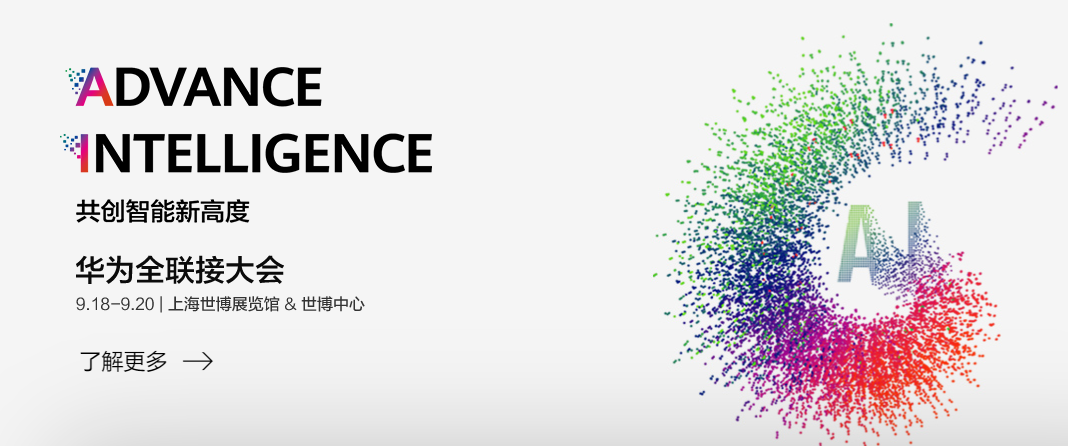 ADVANCE
INTELLIGENCE
共创智能新高度
华为全联接大会
9.18-9.20 | 上海世博展览馆 & 世博中心
了解更多 →
AI